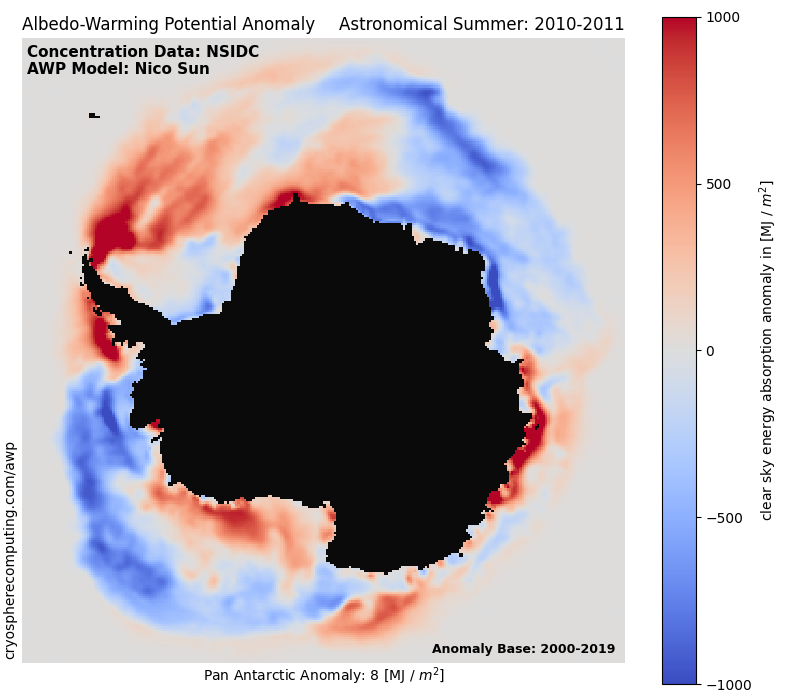 Albedo-Warming Potential Anomaly Astronomical Summer: 2010-2011
Concentration Data: NSIDC
AWP Model: Nico Sun
Anomaly Base: 2000-2019
Pan Antarctic Anomaly: 8 [MJ / m²]
cryospherecomputing.com/awp
1000
500
0
−500
−1000
clear sky energy absorption anomaly in [MJ / m²]